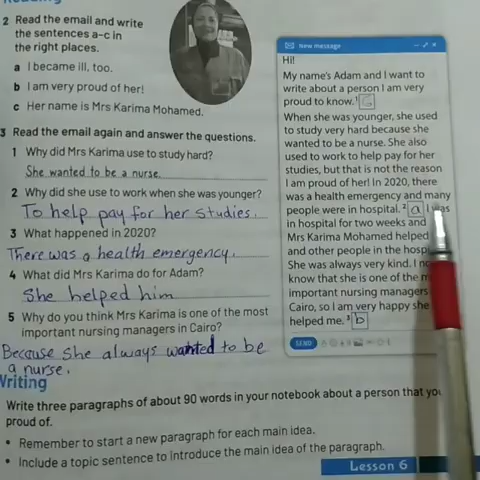 2 Read the email and write
the sentences a-c in
the right places.
a I became ill, too.
b I am very proud of her!
c Her name is Mrs Karima Mohamed.
3 Read the email again and answer the questions.
1 Why did Mrs Karima use to study hard?
She wanted to be a nurse.
2 Why did she use to work when she was younger?
To help pay for her studies.
3 What happened in 2020?
There was a health emergency.
4 What did Mrs Karima do for Adam?
She helped him
5 Why do you think Mrs Karima is one of the most
important nursing managers in Cairo?
Because she always wanted to be
a nurse.
Writing
Write three paragraphs of about 90 words in your notebook about a person that you
proud of.
• Remember to start a new paragraph for each main idea.
• Include a topic sentence to introduce the main idea of the paragraph.
Lesson 6
New message
Hi!
My name's Adam and I want to
write about a person I am very
proud to know. 1 c
When she was younger, she used
to study very hard because she
wanted to be a nurse. She also
used to work to help pay for her
studies, but that is not the reason
I am proud of her! In 2020, there
was a health emergency and many
people were in hospital. 2 a I was
in hospital for two weeks and
Mrs Karima Mohamed helped
and other people in the
She was always very kind. I
know that she is one of the
important nursing managers
Cairo, so I am very happy she
helped me. 3 b
SEND